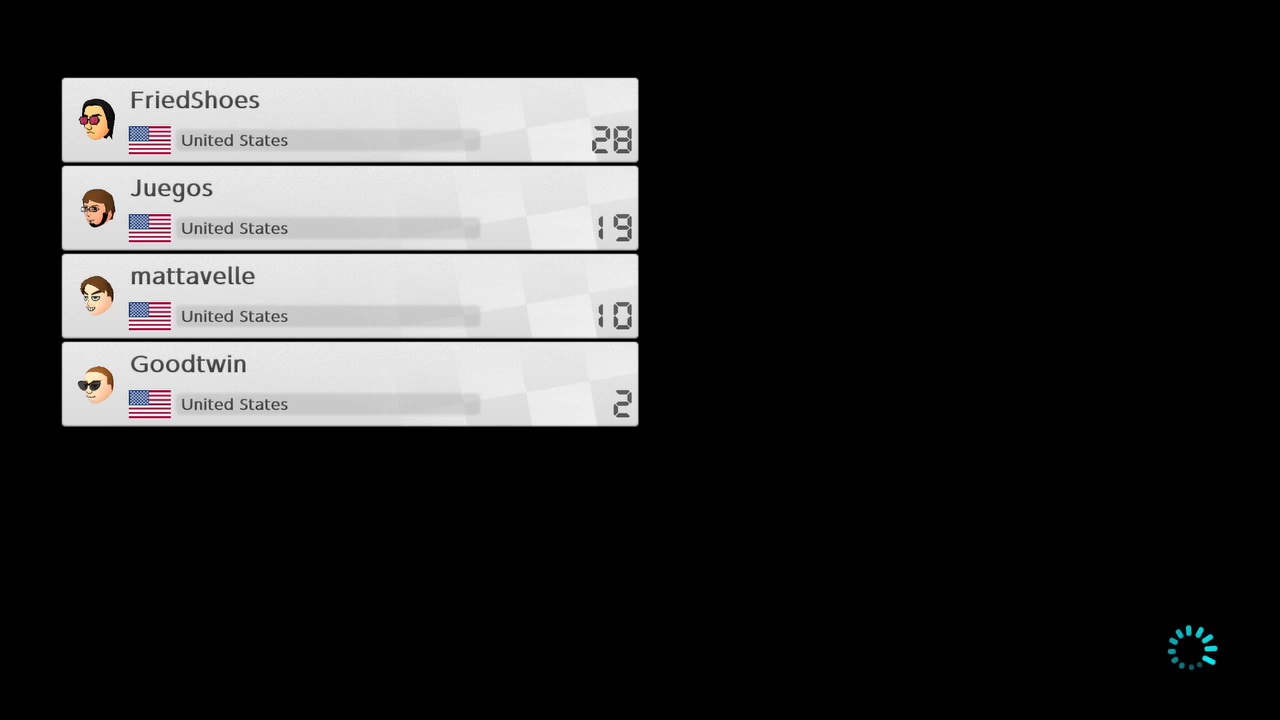 FriedShoes
United States
28
Juegos
United States
19
mattavelle
United States
10
Goodtwin
United States
2